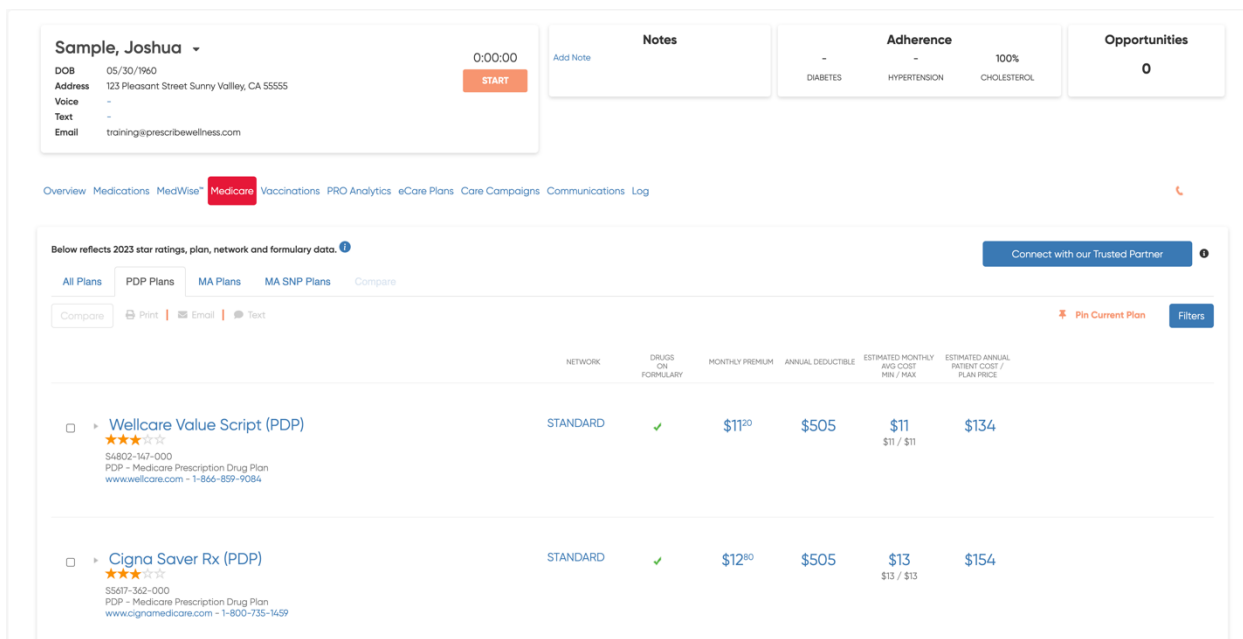 Sample, Joshua
DOB 05/30/1960
Address 123 Pleasant Street Sunny Vallley, CA 55555
Voice -
Text -
Email training@prescribewellness.com
0:00:00
START
Notes
Add Note
Adherence
- - 100%
DIABETES HYPERTENSION CHOLESTEROL
Opportunities
0
Overview Medications MedWise™ Medicare Vaccinations PRO Analytics eCare Plans Care Campaigns Communications Log
Below reflects 2023 star ratings, plan, network and formulary data.
Connect with our Trusted Partner
All Plans PDP Plans MA Plans MA SNP Plans Compare
Compare Print | Email | Text
Pin Current Plan Filters
NETWORK
DRUGS
ON
FORMULARY
MONTHLY PREMIUM
ANNUAL DEDUCTIBLE
ESTIMATED MONTHLY
AVG COST
MIN / MAX
ESTIMATED ANNUAL
PATIENT COST /
PLAN PRICE
Wellcare Value Script (PDP)
S4802-147-000
PDP - Medicare Prescription Drug Plan
www.wellcare.com - 1-866-859-9084
STANDARD $1120 $505 $11 $134
$11 / $11
Cigna Saver Rx (PDP)
S5617-362-000
PDP - Medicare Prescription Drug Plan
www.cignamedicare.com - 1-800-735-1459
STANDARD $1280 $505 $13 $154
$13 / $13